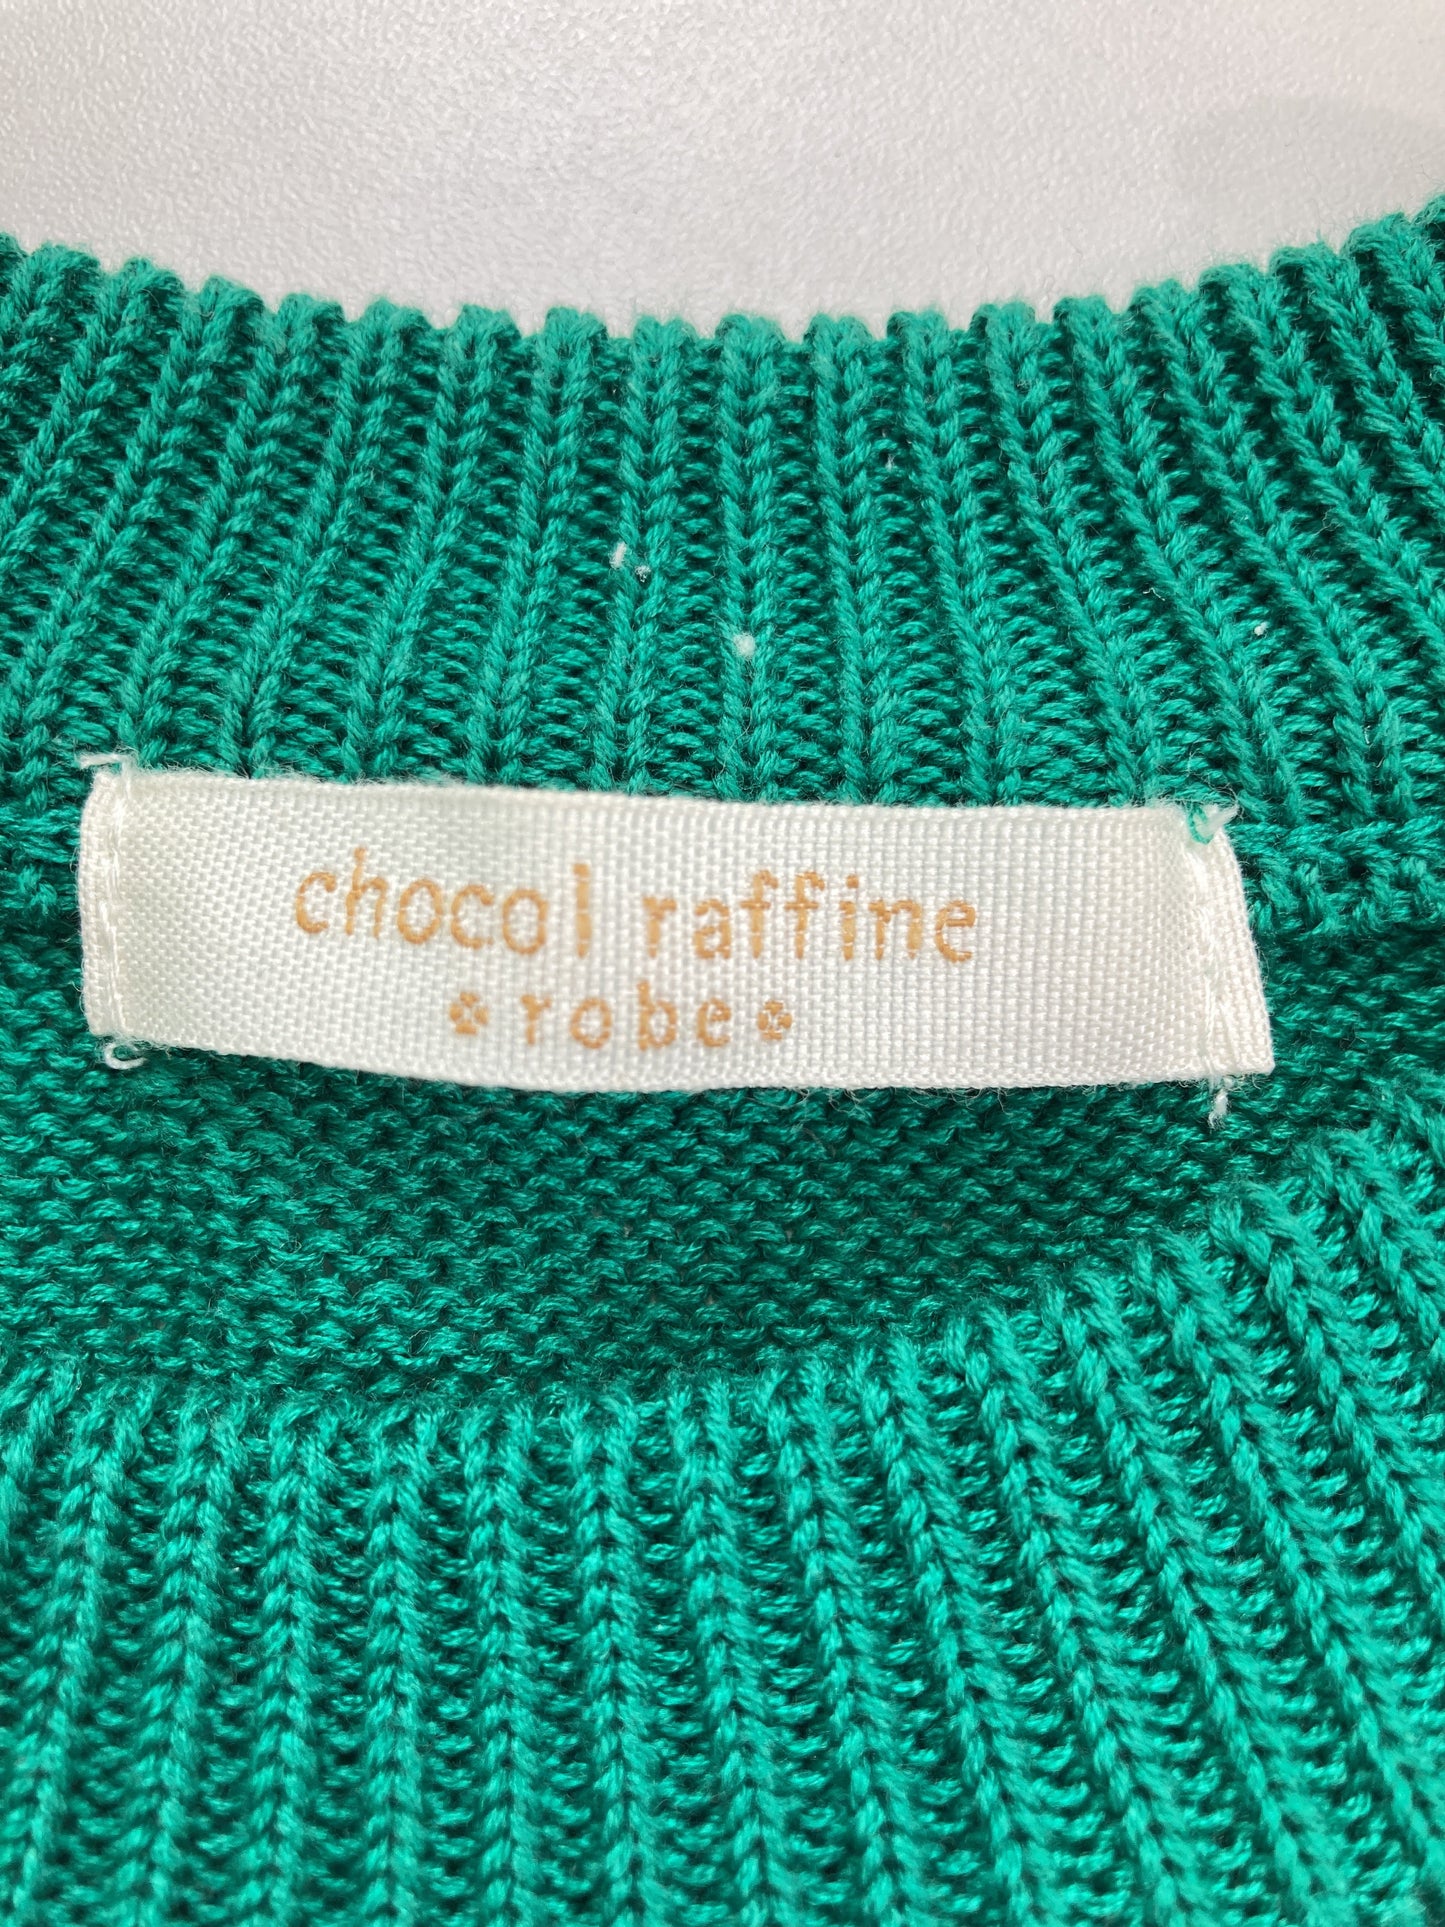 chocol raffine
robe